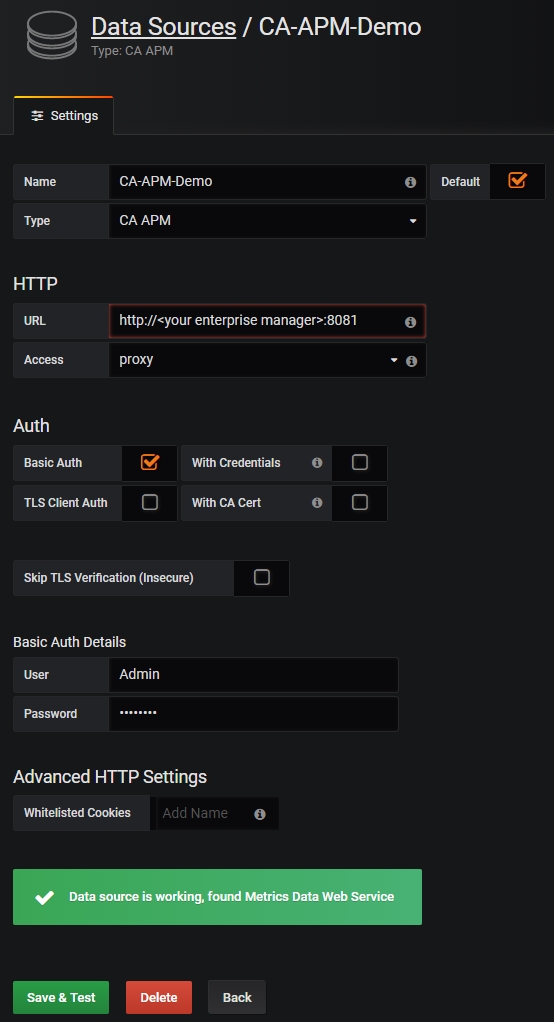 Data Sources / CA-APM-Demo
Type: CA APM
Settings
Name CA-APM-Demo Default
Type CA APM
HTTP
URL http://<your enterprise manager>:8081
Access proxy
Auth
Basic Auth With Credentials
TLS Client Auth With CA Cert
Skip TLS Verification (Insecure)
Basic Auth Details
User Admin
Password ••••••••
Advanced HTTP Settings
Whitelisted Cookies Add Name
Data source is working, found Metrics Data Web Service
Save & Test Delete Back